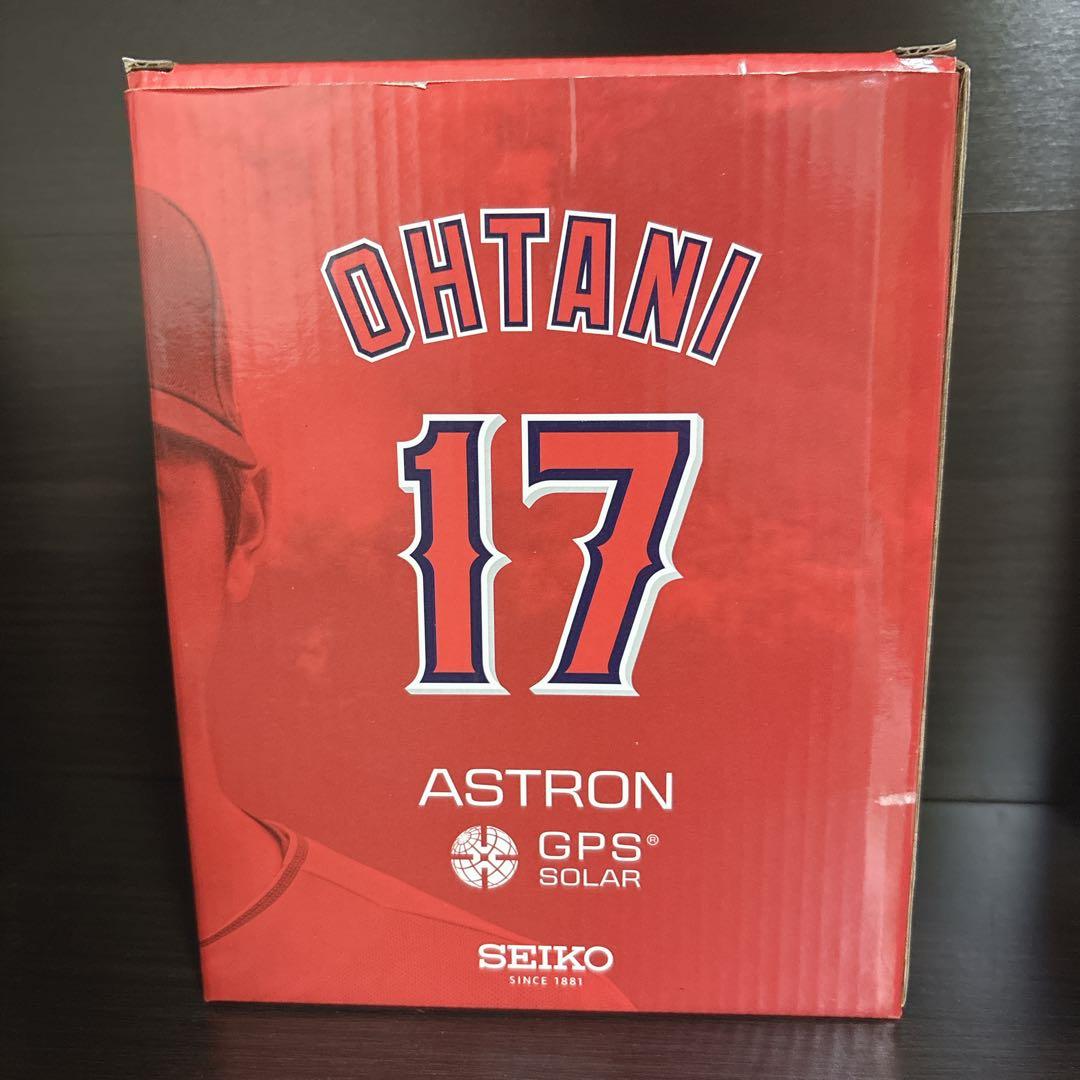 OHTANI
17
ASTRON
GPS®
SOLAR
SEIKO
SINCE 1881